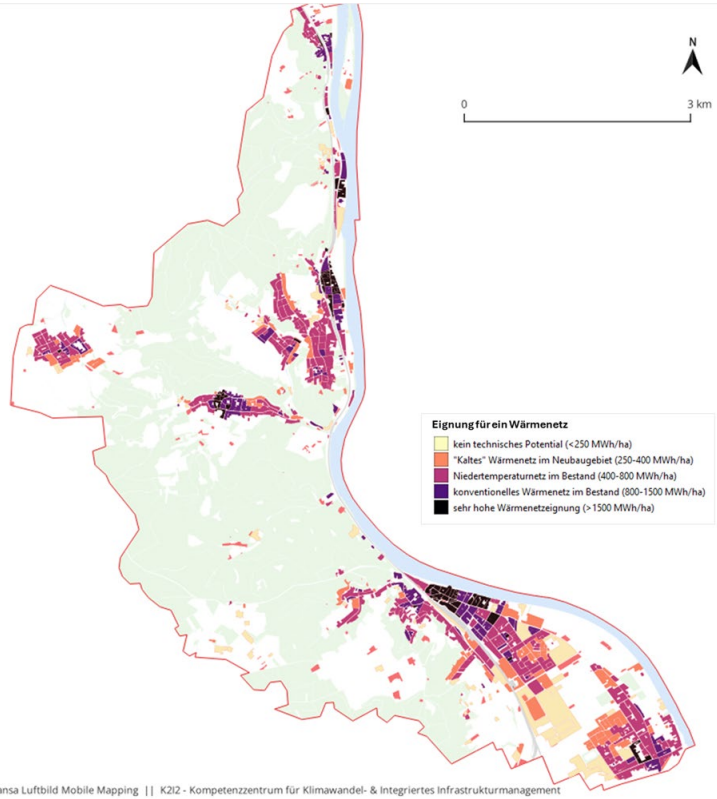 N
0 3 km
Eignung für ein Wärmenetz
kein technisches Potential (<250 MWh/ha)
"Kaltes" Wärmenetz im Neubaugebiet (250-400 MWh/ha)
Niedertemperaturnetz im Bestand (400-800 MWh/ha)
konventionelles Wärmenetz im Bestand (800-1500 MWh/ha)
sehr hohe Wärmenetzeignung (>1500 MWh/ha)
ansa Luftbild Mobile Mapping || K2I2 - Kompetenzzentrum für Klimawandel- & Integriertes Infrastrukturmanagement